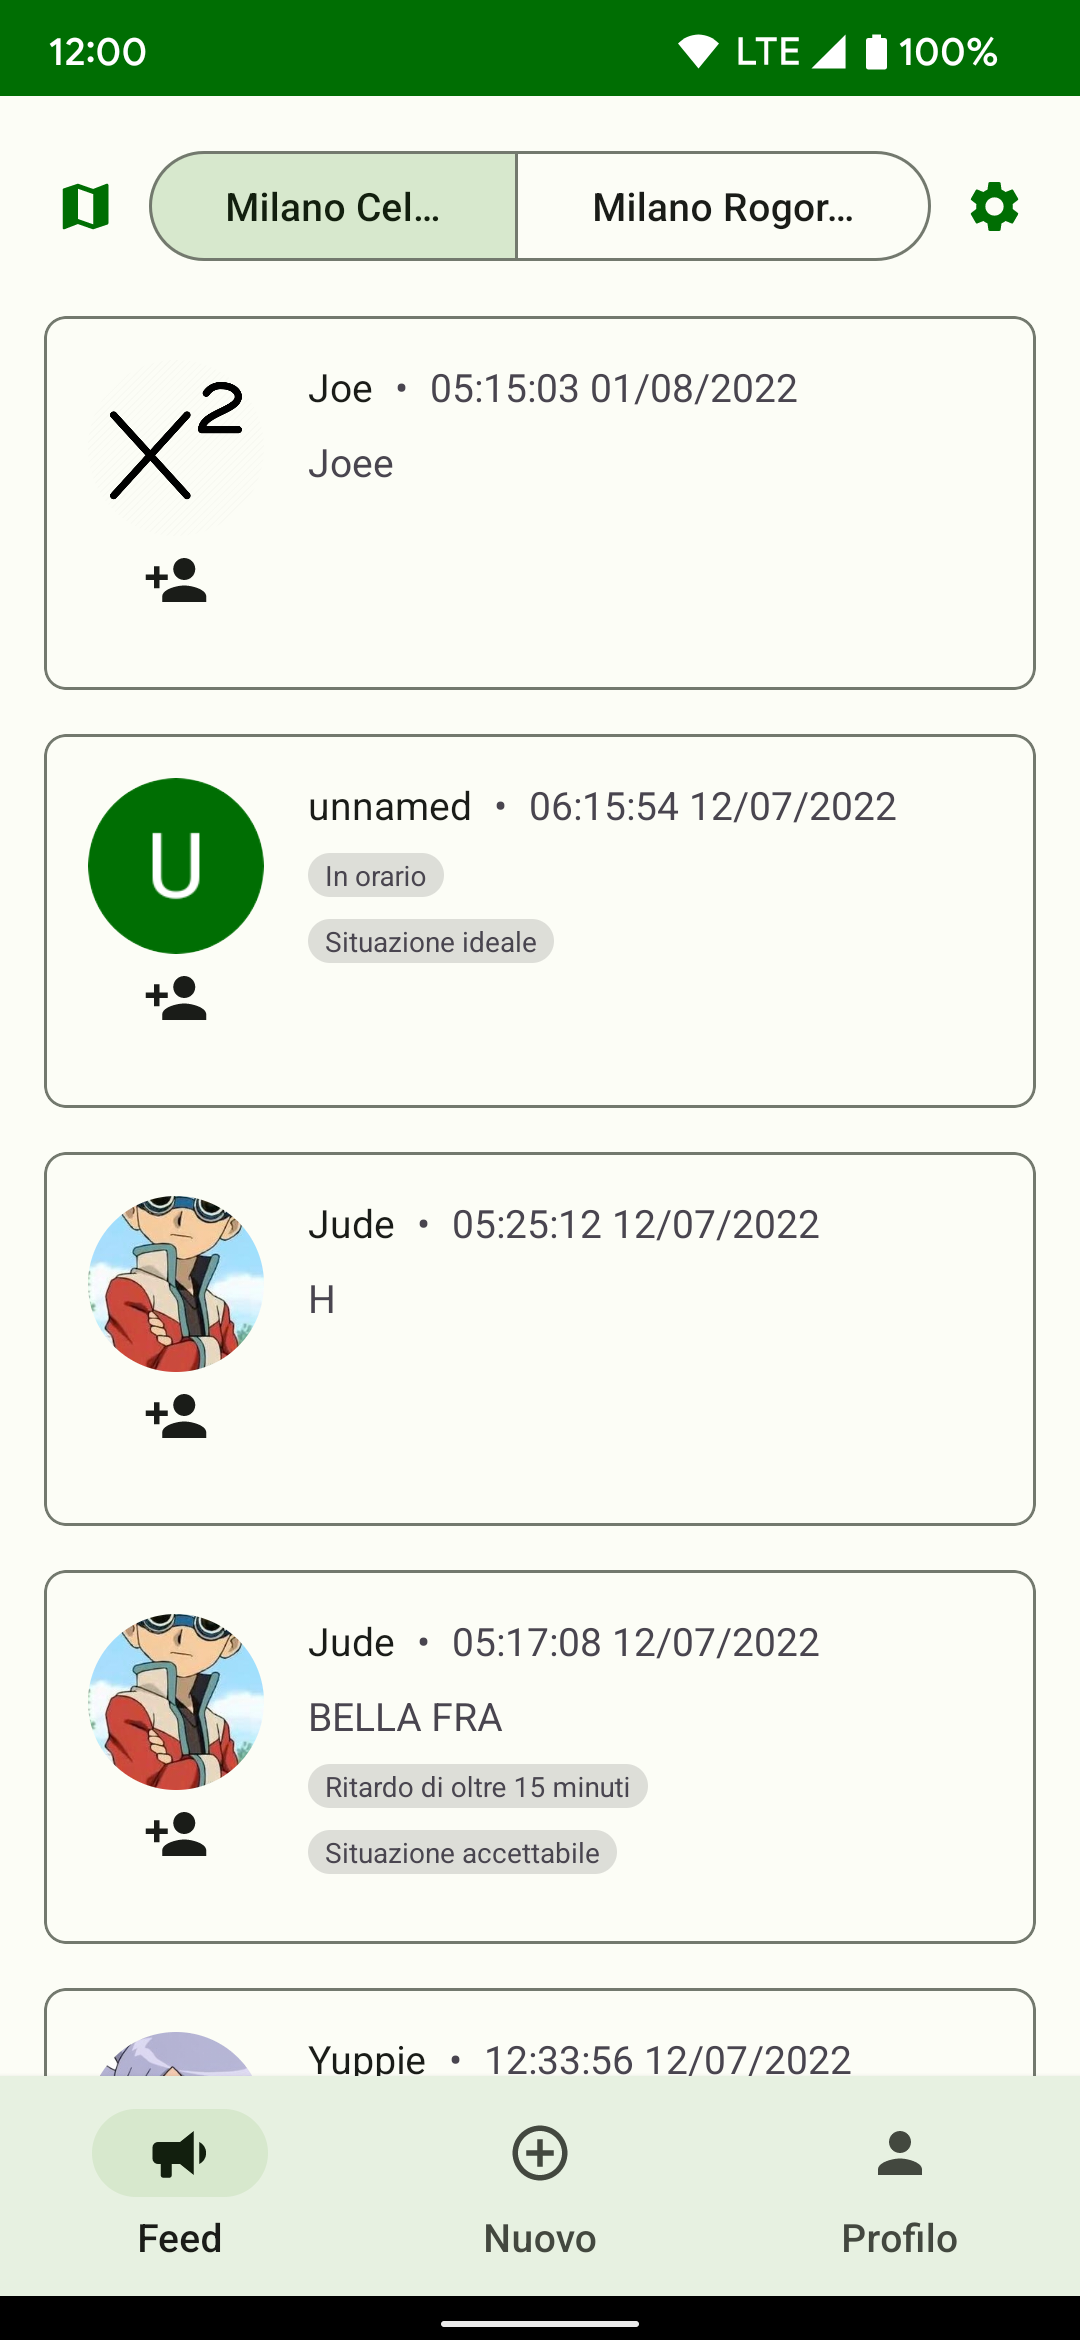 12:00 LTE 100%
Milano Cel... Milano Rogor...
x²
Joe • 05:15:03 01/08/2022
Joee
U
unnamed • 06:15:54 12/07/2022
In orario
Situazione ideale
Jude • 05:25:12 12/07/2022
H
Jude • 05:17:08 12/07/2022
BELLA FRA
Ritardo di oltre 15 minuti
Situazione accettabile
Yuppie • 12:33:56 12/07/2022
Feed Nuovo Profilo